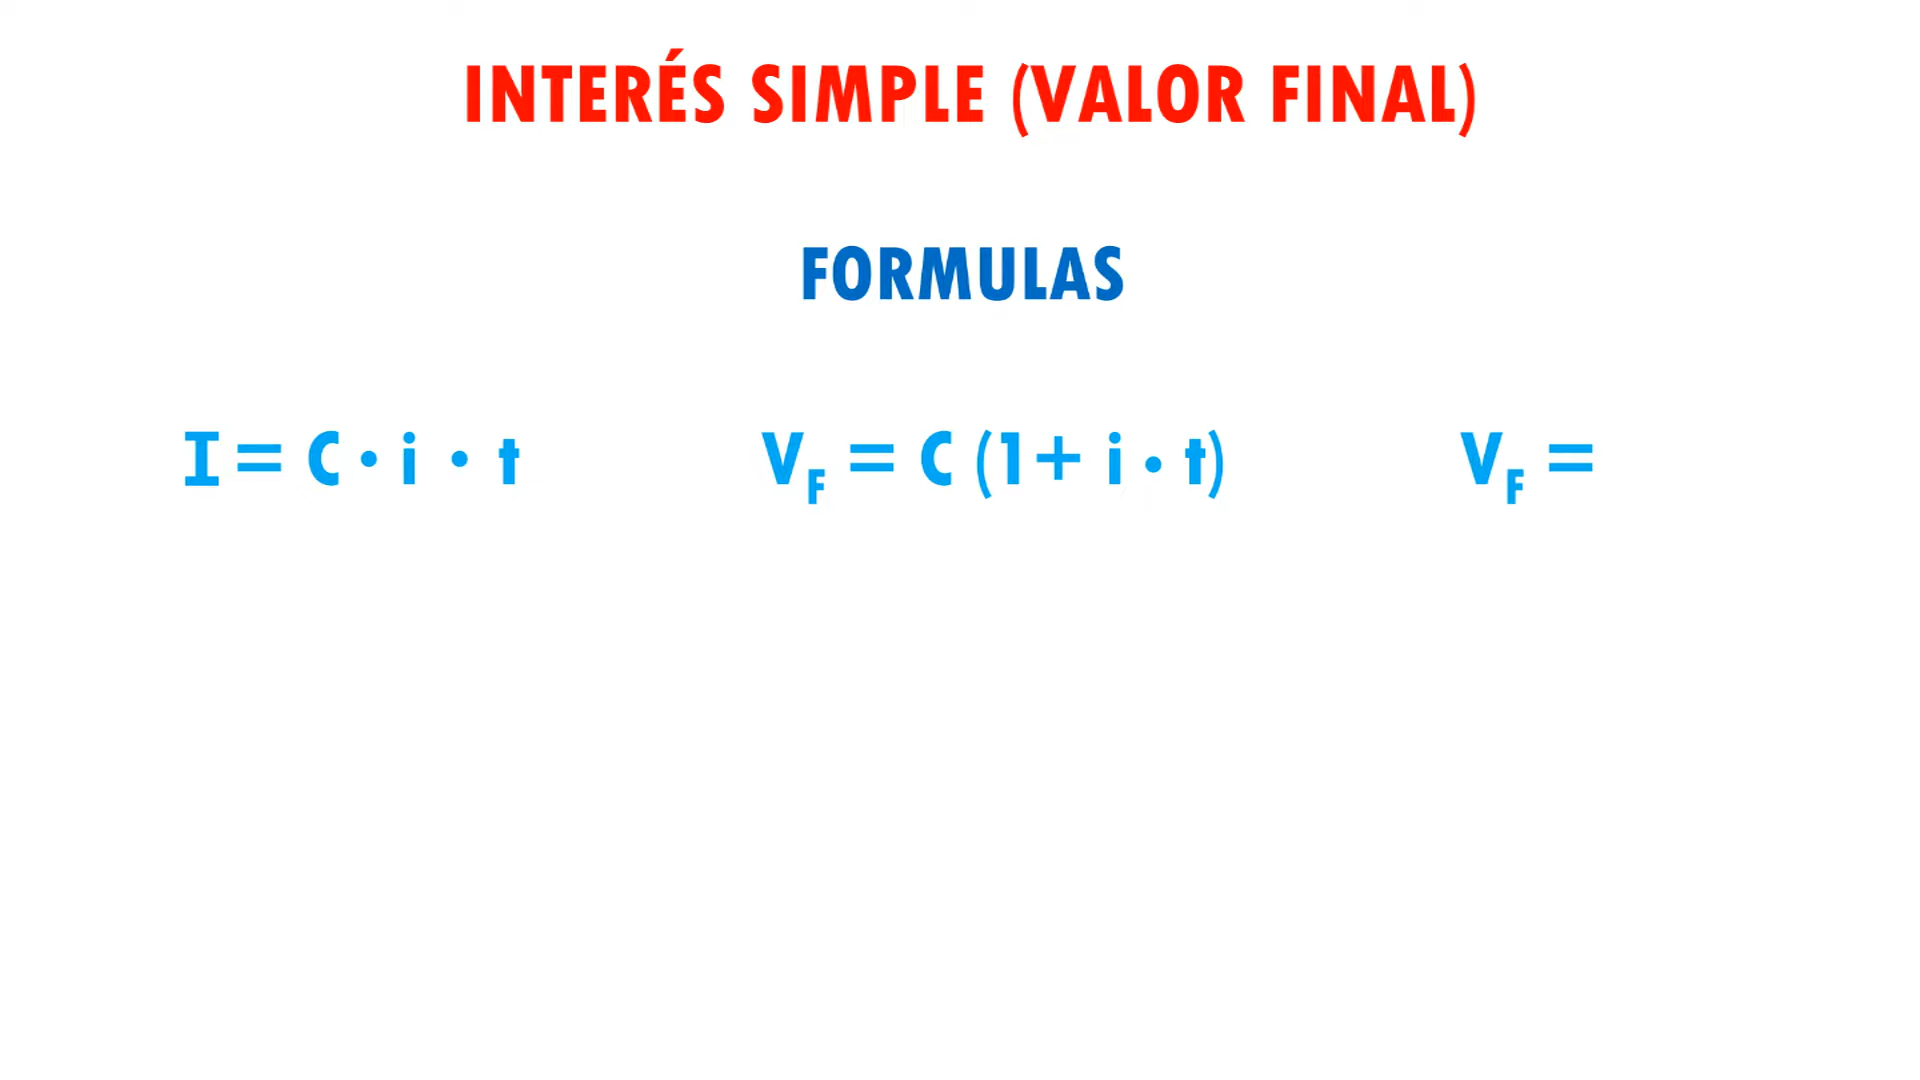 INTERÉS SIMPLE (VALOR FINAL)
FORMULAS
I = C · i · t
V_F = C (1+ i · t)
V_F =